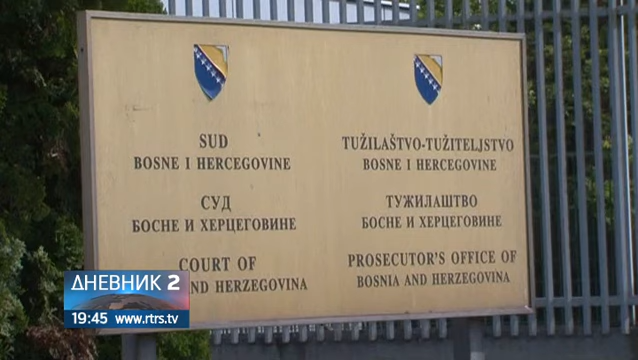 SUD
BOSNE I HERCEGOVINE
СУД
БОСНЕ И ХЕРЦЕГОВИНЕ
COURT OF
AND HERZEGOVINA
TUŽILAŠTVO-TUŽITELJSTVO
BOSNE I HERCEGOVINE
ТУЖИЛАШТВО
БОСНЕ И ХЕРЦЕГОВИНЕ
PROSECUTOR'S OFFICE OF
BOSNIA AND HERZEGOVINA
ДНЕВНИК 2
19:45 www.rtrs.tv